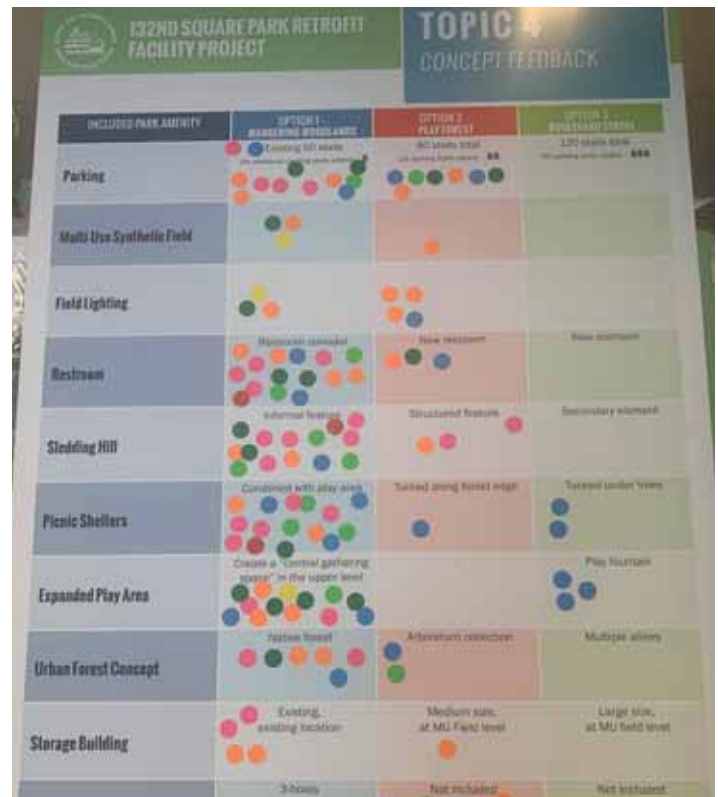 132ND SQUARE PARK RETROFIT
FACILITY PROJECT
TOPIC 4
CONCEPT FEEDBACK
INCLUDED PARK AMENITY
OPTION 1 -
WANDERING WOODLANDS
OPTION 2
PLAY FOREST
OPTION 3 -
Parking
Existing 60 stalls
80 stalls total
$$
120 stalls total
$$$
Multi-Use Synthetic Field
Field Lighting
Restroom
Restroom remodel
New restroom
New restroom
Sledding Hill
Informal feature
Structured feature
Secondary element
Picnic Shelters
Combined with play area
Tucked along forest edge
Tucked under trees
Expanded Play Area
Create a "central gathering
space" in the upper level
Play fountain
Urban Forest Concept
Native forest
Arboretum collection
Multiple allees
Storage Building
Existing,
existing location
Medium size,
at MU Field level
Large size,
at MU field level
3-holes
Not included
Not included